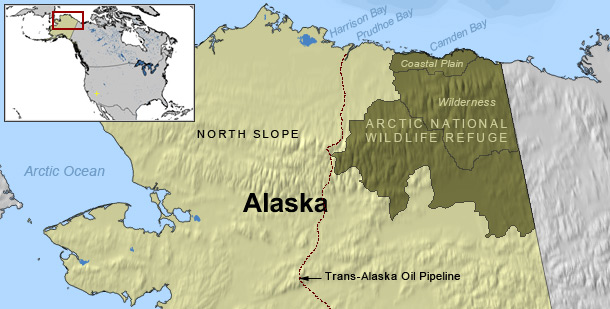 Harrison Bay
Prudhoe Bay
Camden Bay
Coastal Plain
Wilderness
ARCTIC NATIONAL
WILDLIFE REFUGE
NORTH SLOPE
Arctic Ocean
Alaska
Trans-Alaska Oil Pipeline